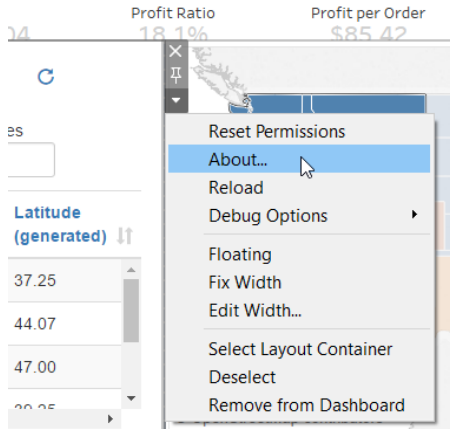 Profit Ratio
Profit per Order
18.1%
$85.42
es
Latitude
(generated)
37.25
44.07
47.00
Reset Permissions
About...
Reload
Debug Options
Floating
Fix Width
Edit Width...
Select Layout Container
Deselect
Remove from Dashboard